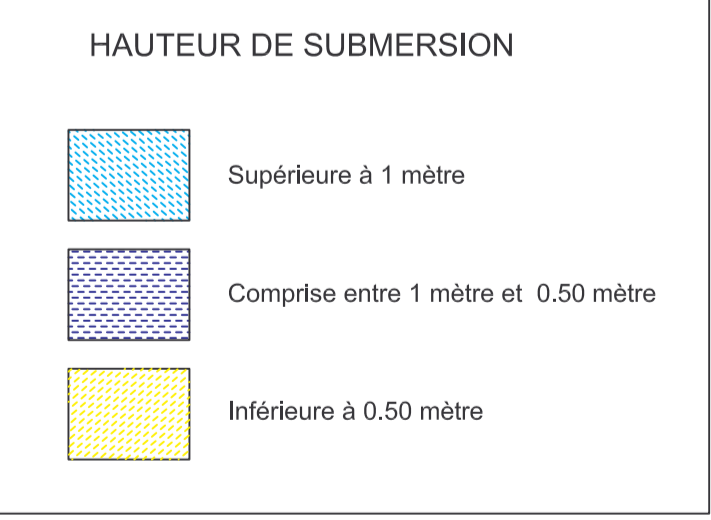 HAUTEUR DE SUBMERSION
Supérieure à 1 mètre
Comprise entre 1 mètre et 0.50 mètre
Inférieure à 0.50 mètre